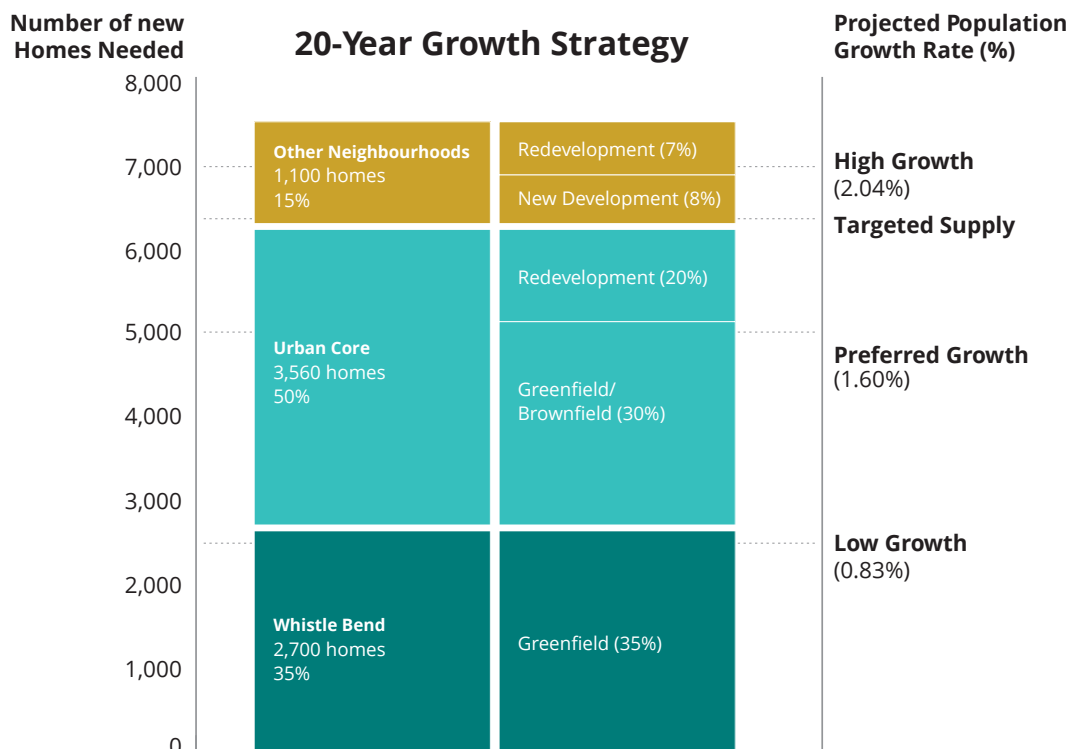 Number of new
Homes Needed
20-Year Growth Strategy
Projected Population
Growth Rate (%)
8,000
7,000
6,000
5,000
4,000
3,000
2,000
1,000
0
Other Neighbourhoods
1,100 homes
15%
Redevelopment (7%)
New Development (8%)
Urban Core
3,560 homes
50%
Redevelopment (20%)
Greenfield/
Brownfield (30%)
Whistle Bend
2,700 homes
35%
Greenfield (35%)
High Growth
(2.04%)
Targeted Supply
Preferred Growth
(1.60%)
Low Growth
(0.83%)